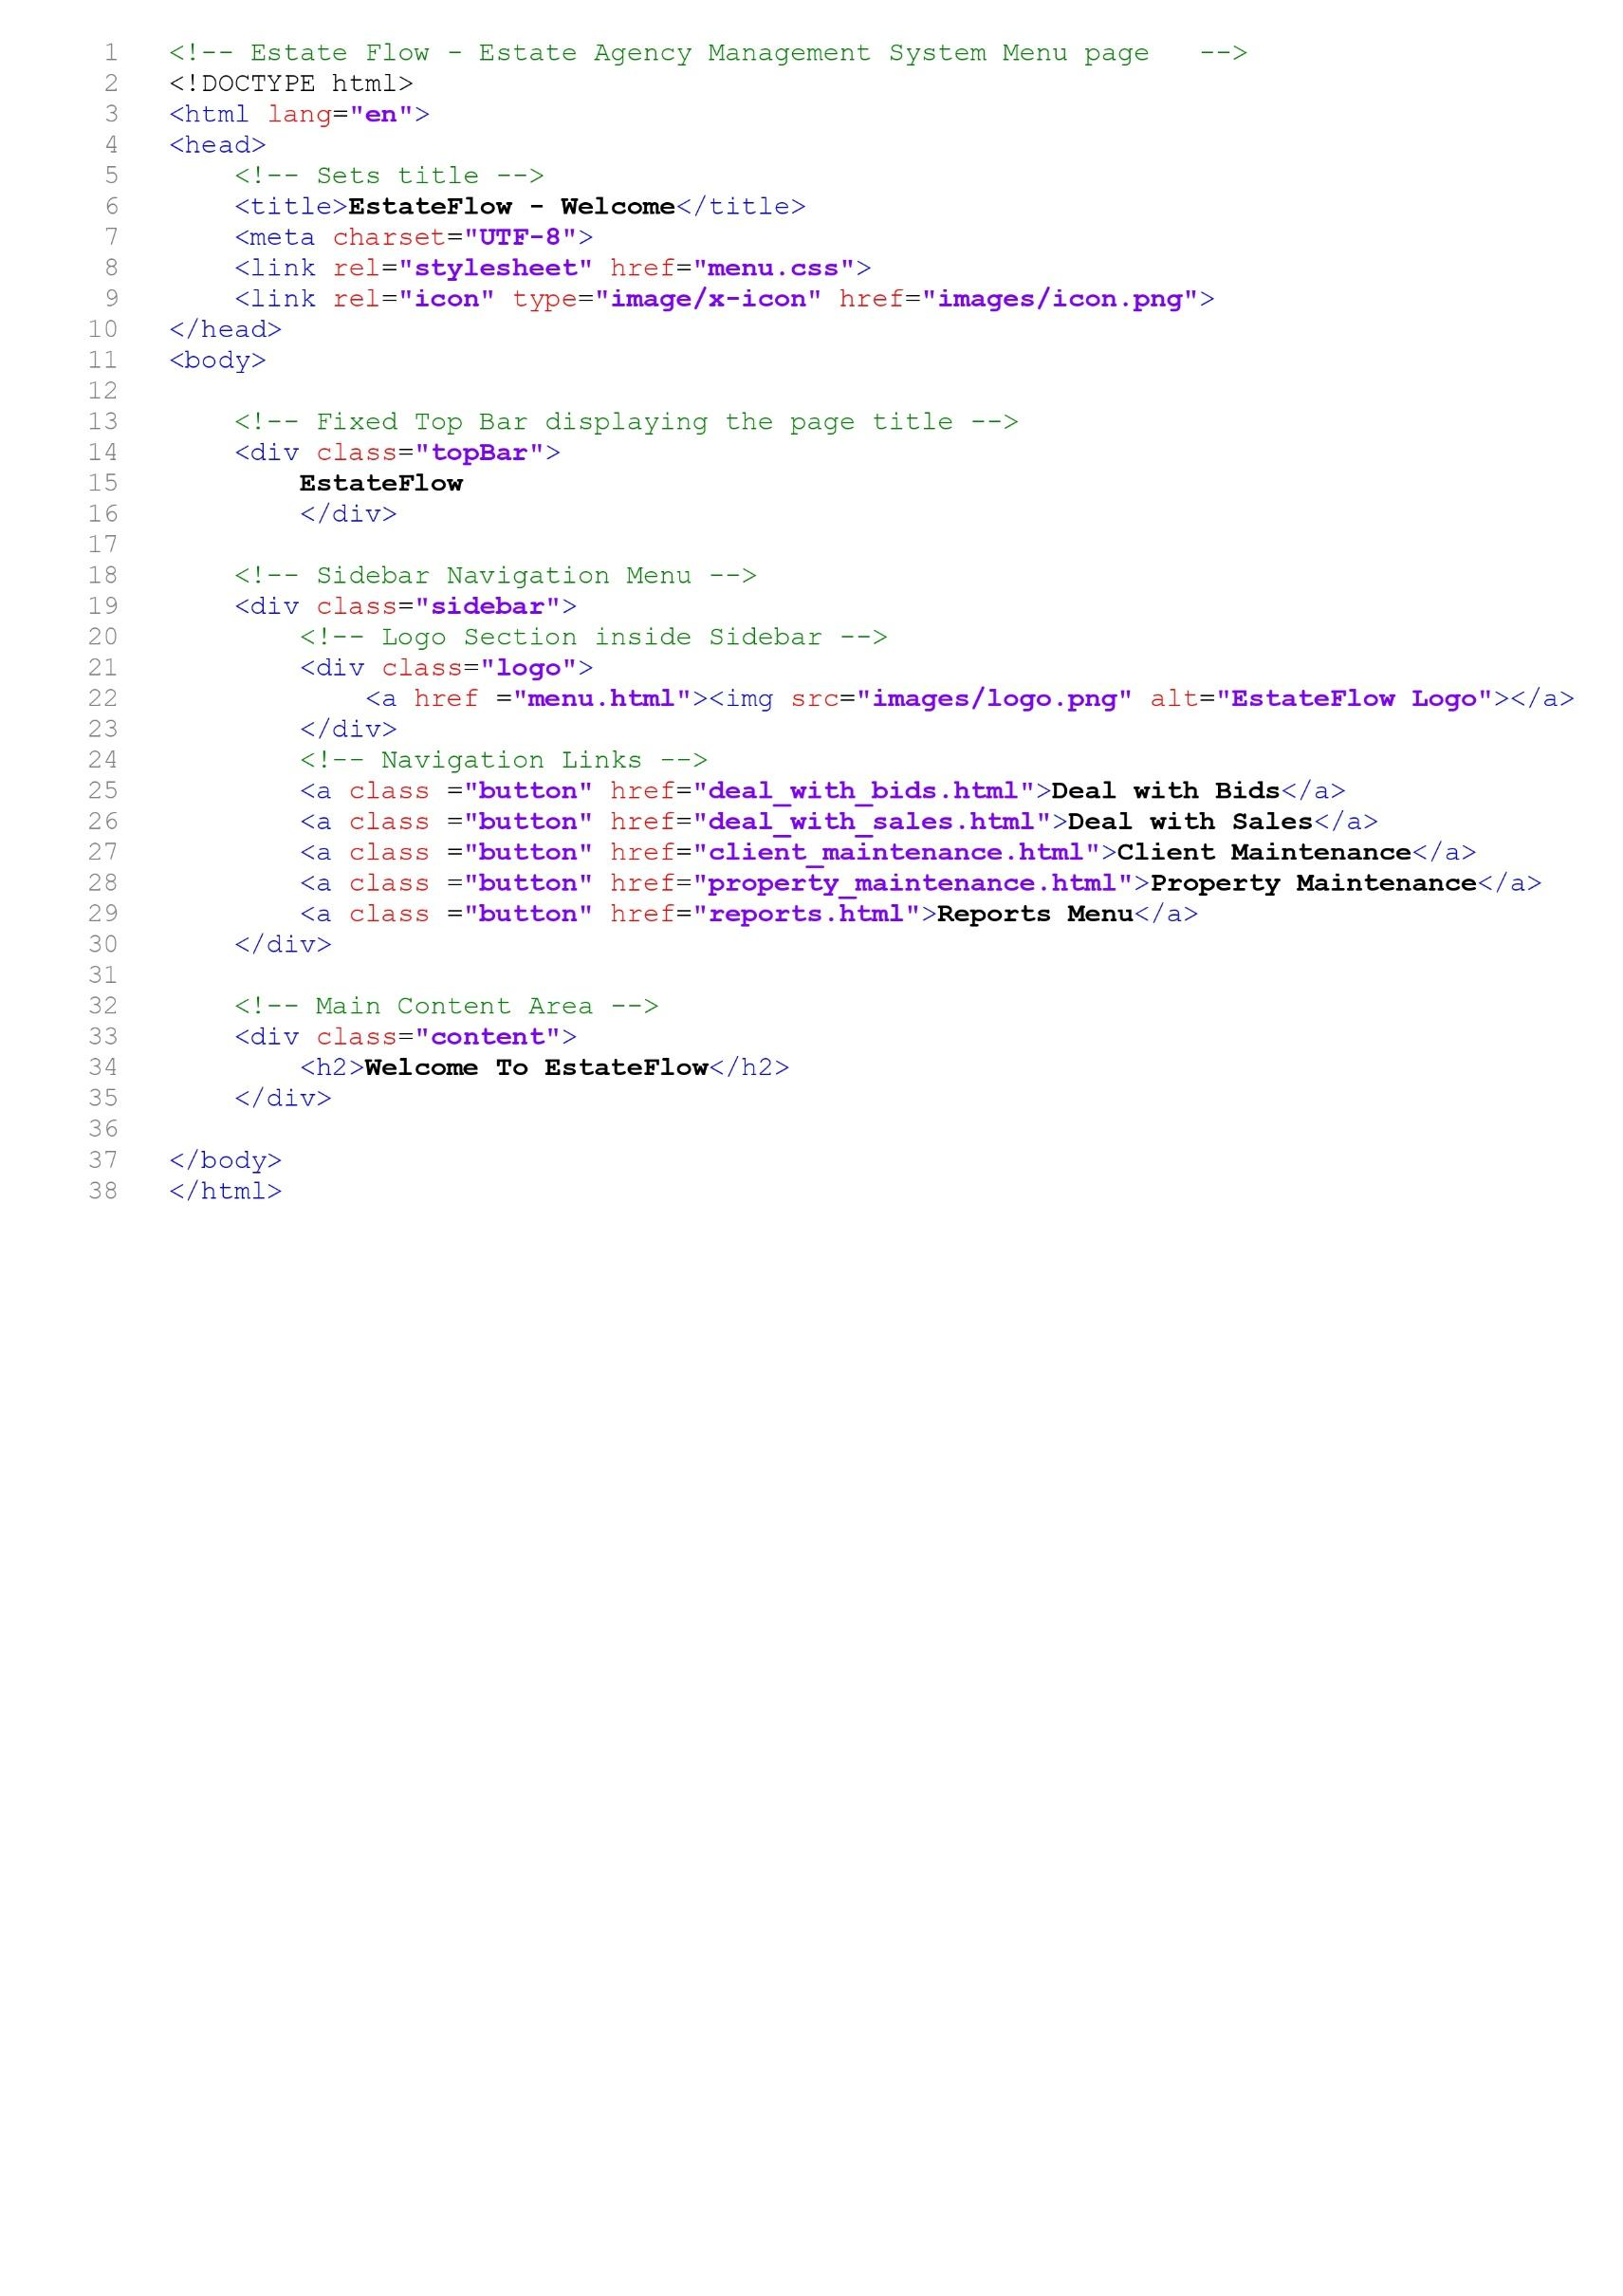 1 <!-- Estate Flow - Estate Agency Management System Menu page   -->
2 <!DOCTYPE html>
3 <html lang="en">
4 <head>
5     <!-- Sets title -->
6     <title>EstateFlow - Welcome</title>
7     <meta charset="UTF-8">
8     <link rel="stylesheet" href="menu.css">
9     <link rel="icon" type="image/x-icon" href="images/icon.png">
10 </head>
11 <body>
12
13     <!-- Fixed Top Bar displaying the page title -->
14     <div class="topBar">
15         EstateFlow
16         </div>
17
18     <!-- Sidebar Navigation Menu -->
19     <div class="sidebar">
20         <!-- Logo Section inside Sidebar -->
21         <div class="logo">
22             <a href ="menu.html"><img src="images/logo.png" alt="EstateFlow Logo"></a>
23         </div>
24         <!-- Navigation Links -->
25         <a class ="button" href="deal_with_bids.html">Deal with Bids</a>
26         <a class ="button" href="deal_with_sales.html">Deal with Sales</a>
27         <a class ="button" href="client_maintenance.html">Client Maintenance</a>
28         <a class ="button" href="property_maintenance.html">Property Maintenance</a>
29         <a class ="button" href="reports.html">Reports Menu</a>
30     </div>
31
32     <!-- Main Content Area -->
33     <div class="content">
34         <h2>Welcome To EstateFlow</h2>
35     </div>
36
37 </body>
38 </html>